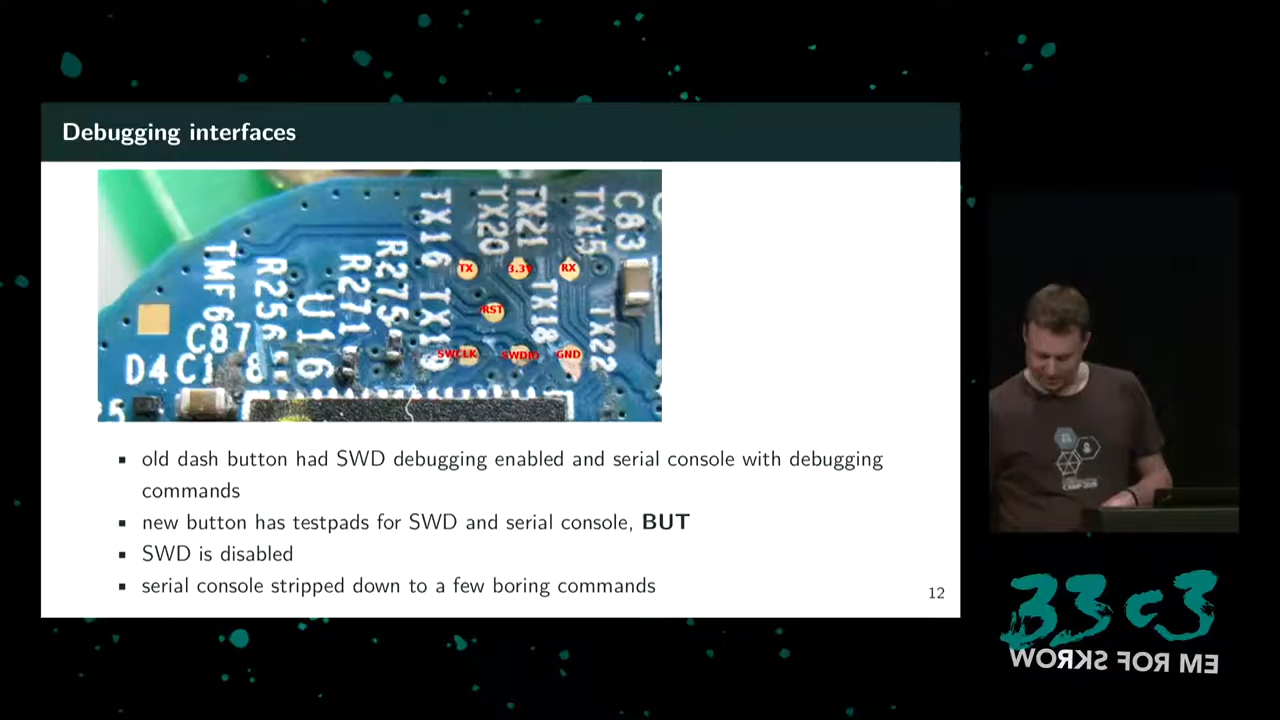 Debugging interfaces
TX16
TX20
TX21
TX15
C83
TMF6
R256
U16
R271
R275
TX19
TX18
TX22
TX
3.3V
RX
RST
SWCLK
SWDIO
GND
C87
D4
▪ old dash button had SWD debugging enabled and serial console with debugging
commands
▪ new button has testpads for SWD and serial console, BUT
▪ SWD is disabled
▪ serial console stripped down to a few boring commands
12
33c3
WORKS FOR ME